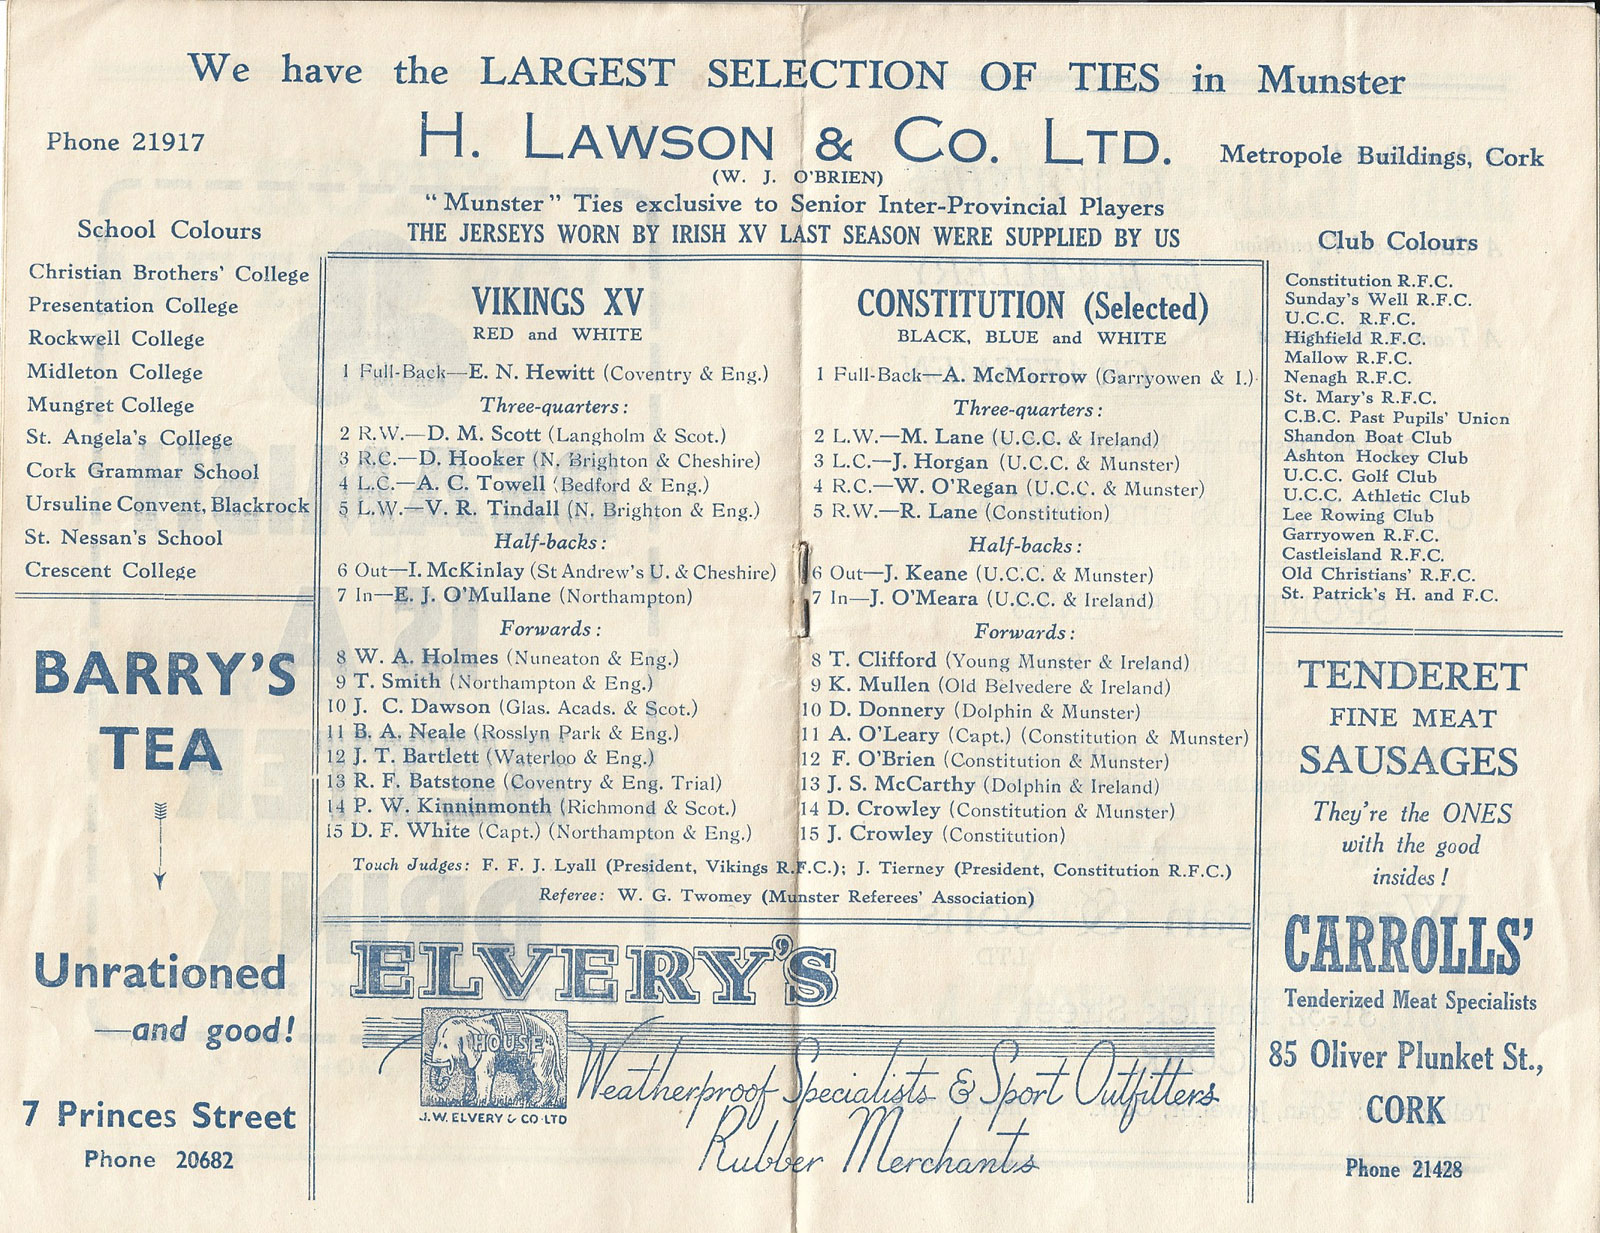 We have the LARGEST SELECTION OF TIES in Munster
Phone 21917
H. LAWSON & CO. LTD.
Metropole Buildings, Cork
(W. J. O'BRIEN)
"Munster" Ties exclusive to Senior Inter-Provincial Players
THE JERSEYS WORN BY IRISH XV LAST SEASON WERE SUPPLIED BY US
School Colours
Christian Brothers' College
Presentation College
Rockwell College
Midleton College
Mungret College
St. Angela's College
Cork Grammar School
Ursuline Convent, Blackrock
St. Nessan's School
Crescent College
BARRY'S
TEA
Unrationed
—and good!
7 Princes Street
Phone 20682
VIKINGS XV
RED and WHITE
1 Full-Back—E. N. Hewitt (Coventry & Eng.)
Three-quarters:
2 R.W.—D. M. Scott (Langholm & Scot.)
3 R.C.—D. Hooker (N. Brighton & Cheshire)
4 L.C.—A. C. Towell (Bedford & Eng.)
5 L.W.—V. R. Tindall (N. Brighton & Eng.)
Half-backs:
6 Out—I. McKinlay (St Andrew's U. & Cheshire)
7 In—E. J. O'Mullane (Northampton)
Forwards:
8 W. A. Holmes (Nuneaton & Eng.)
9 T. Smith (Northampton & Eng.)
10 J. C. Dawson (Glas. Acads. & Scot.)
11 B. A. Neale (Rosslyn Park & Eng.)
12 J. T. Bartlett (Waterloo & Eng.)
13 R. F. Batstone (Coventry & Eng. Trial)
14 P. W. Kinninmonth (Richmond & Scot.)
15 D. F. White (Capt.) (Northampton & Eng.)
CONSTITUTION (Selected)
BLACK, BLUE and WHITE
1 Full-Back—A. McMorrow (Garryowen & I.)
Three-quarters:
2 L.W.—M. Lane (U.C.C. & Ireland)
3 L.C.—J. Horgan (U.C.C. & Munster)
4 R.C.—W. O'Regan (U.C.C. & Munster)
5 R.W.—R. Lane (Constitution)
Half-backs:
6 Out—J. Keane (U.C.C. & Munster)
7 In—J. O'Meara (U.C.C. & Ireland)
Forwards:
8 T. Clifford (Young Munster & Ireland)
9 K. Mullen (Old Belvedere & Ireland)
10 D. Donnery (Dolphin & Munster)
11 A. O'Leary (Capt.) (Constitution & Munster)
12 F. O'Brien (Constitution & Munster)
13 J. S. McCarthy (Dolphin & Ireland)
14 D. Crowley (Constitution & Munster)
15 J. Crowley (Constitution)
Touch Judges: F. F. J. Lyall (President, Vikings R.F.C.); J. Tierney (President, Constitution R.F.C.)
Referee: W. G. Twomey (Munster Referees' Association)
ELVERY'S
HOUSE
J.W. ELVERY & CO·LTD
Weatherproof Specialists & Sport Outfitters
Rubber Merchants
Club Colours
Constitution R.F.C.
Sunday's Well R.F.C.
U.C.C. R.F.C.
Highfield R.F.C.
Mallow R.F.C.
Nenagh R.F.C.
St. Mary's R.F.C.
C.B.C. Past Pupils' Union
Shandon Boat Club
Ashton Hockey Club
U.C.C. Golf Club
U.C.C. Athletic Club
Lee Rowing Club
Garryowen R.F.C.
Castleisland R.F.C.
Old Christians' R.F.C.
St. Patrick's H. and F.C.
TENDERET
FINE MEAT
SAUSAGES
They're the ONES
with the good
insides!
CARROLLS'
Tenderized Meat Specialists
85 Oliver Plunket St.,
CORK
Phone 21428